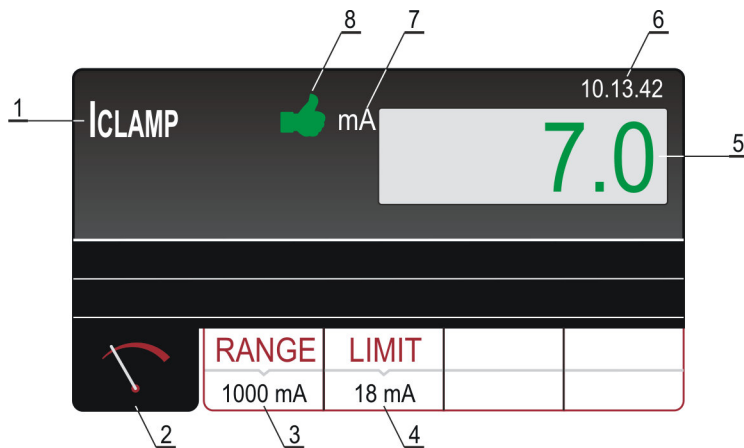 8 7 6
10.13.42
1 ICLAMP mA
7.0 5
RANGE LIMIT
1000 mA 18 mA
2 3 4